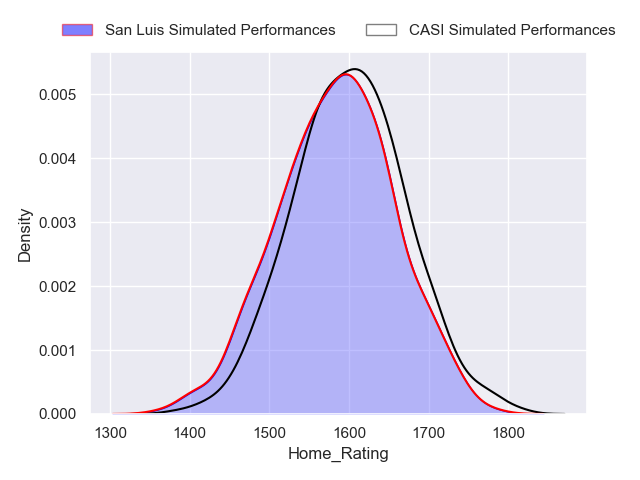 San Luis Simulated Performances CASI Simulated Performances
0.005
0.004
0.003
0.002
0.001
0.000
Density
1300 1400 1500 1600 1700 1800
Home_Rating